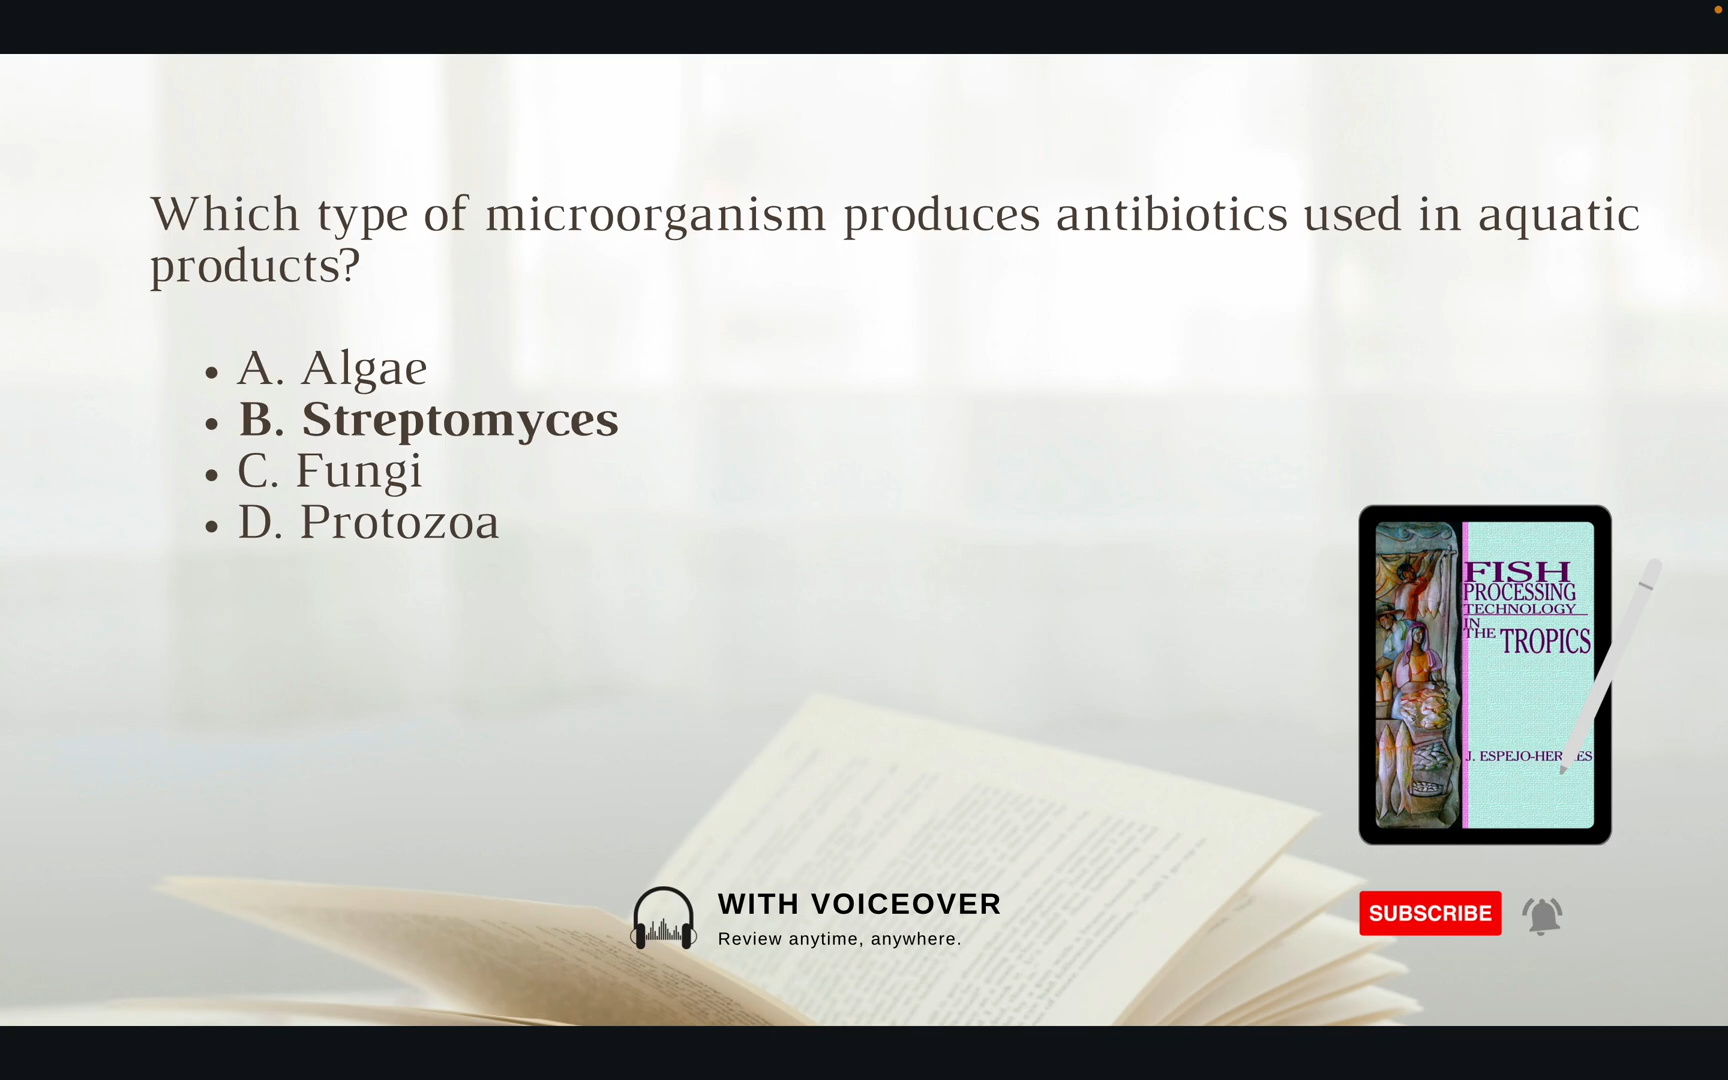 Which type of microorganism produces antibiotics used in aquatic
products?
• A. Algae
• B. Streptomyces
• C. Fungi
• D. Protozoa
FISH
PROCESSING
TECHNOLOGY
IN
THE TROPICS
WITH VOICEOVER
Review anytime, anywhere.
SUBSCRIBE